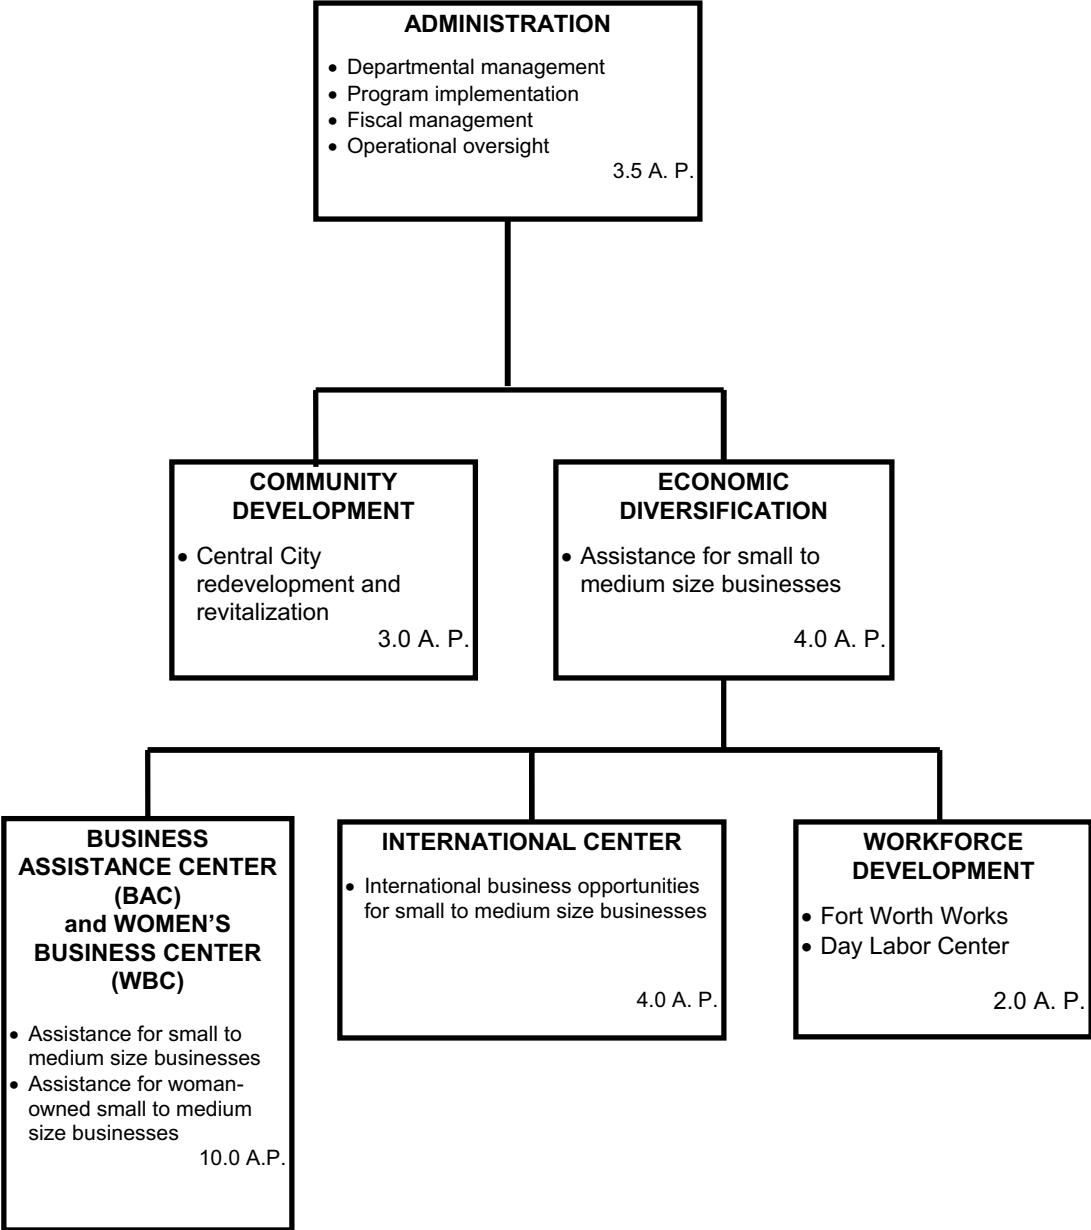 ADMINISTRATION
• Departmental management
• Program implementation
• Fiscal management
• Operational oversight
3.5 A. P.
COMMUNITY
DEVELOPMENT
• Central City
redevelopment and
revitalization
3.0 A. P.
ECONOMIC
DIVERSIFICATION
• Assistance for small to
medium size businesses
4.0 A. P.
BUSINESS
ASSISTANCE CENTER
(BAC)
and WOMEN’S
BUSINESS CENTER
(WBC)
• Assistance for small to
medium size businesses
• Assistance for woman-
owned small to medium
size businesses
10.0 A.P.
INTERNATIONAL CENTER
• International business opportunities
for small to medium size businesses
4.0 A. P.
WORKFORCE
DEVELOPMENT
• Fort Worth Works
• Day Labor Center
2.0 A. P.